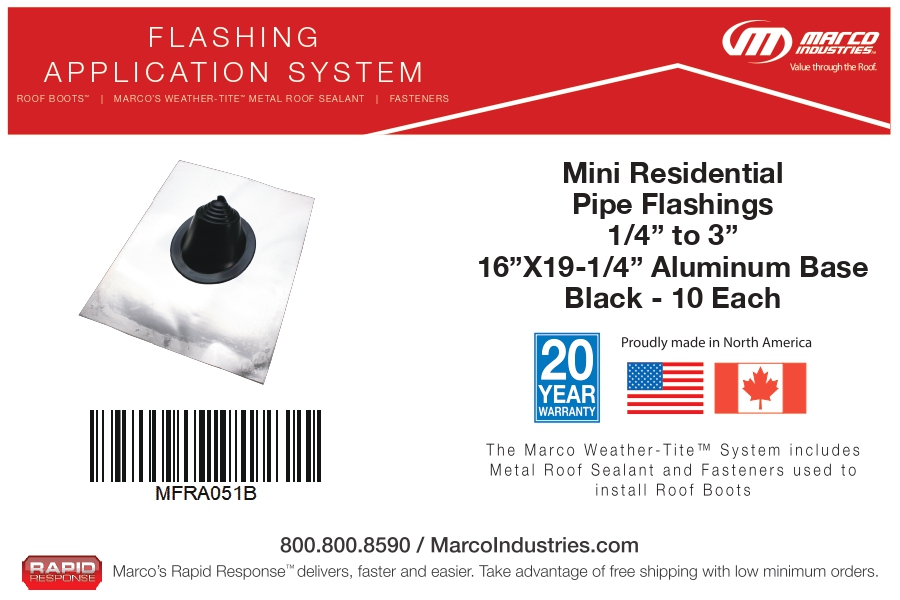 FLASHING
APPLICATION SYSTEM
ROOF BOOTS™ | MARCO'S WEATHER-TITE™ METAL ROOF SEALANT | FASTENERS
MARCO
INDUSTRIES™
Value through the Roof.
Mini Residential
Pipe Flashings
1/4” to 3”
16”X19-1/4” Aluminum Base
Black - 10 Each
20
YEAR
WARRANTY
Proudly made in North America
MFRA051B
The Marco Weather-Tite™ System includes
Metal Roof Sealant and Fasteners used to
install Roof Boots
800.800.8590 / MarcoIndustries.com
RAPID
RESPONSE
Marco's Rapid Response™ delivers, faster and easier. Take advantage of free shipping with low minimum orders.